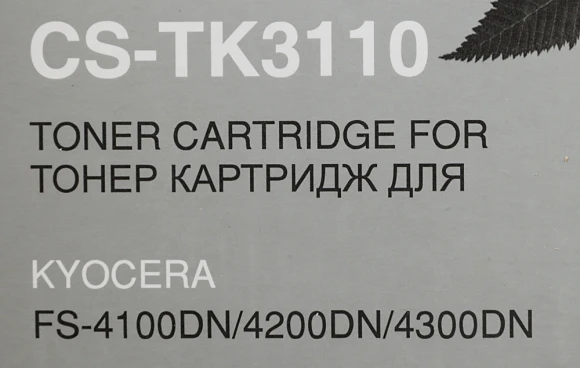 CS-TK3110
TONER CARTRIDGE FOR
ТОНЕР КАРТРИДЖ ДЛЯ
KYOCERA
FS-4100DN/4200DN/4300DN